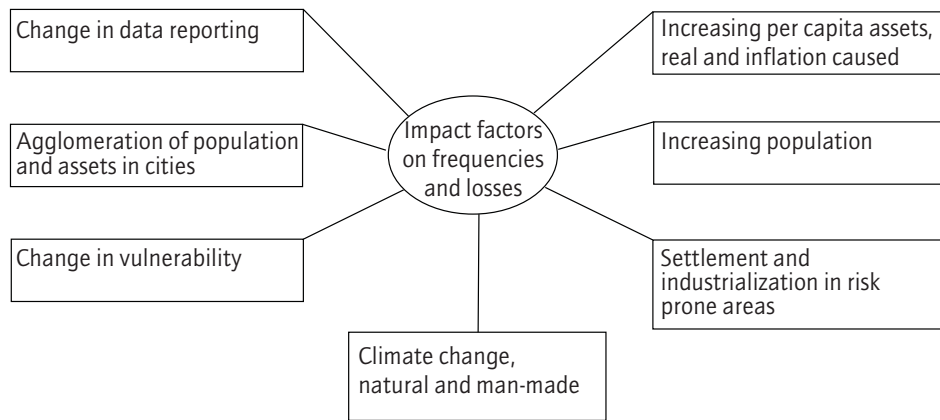 Change in data reporting
Increasing per capita assets,
real and inflation caused
Impact factors
on frequencies
and losses
Agglomeration of population
and assets in cities
Increasing population
Change in vulnerability
Settlement and
industrialization in risk
prone areas
Climate change,
natural and man-made